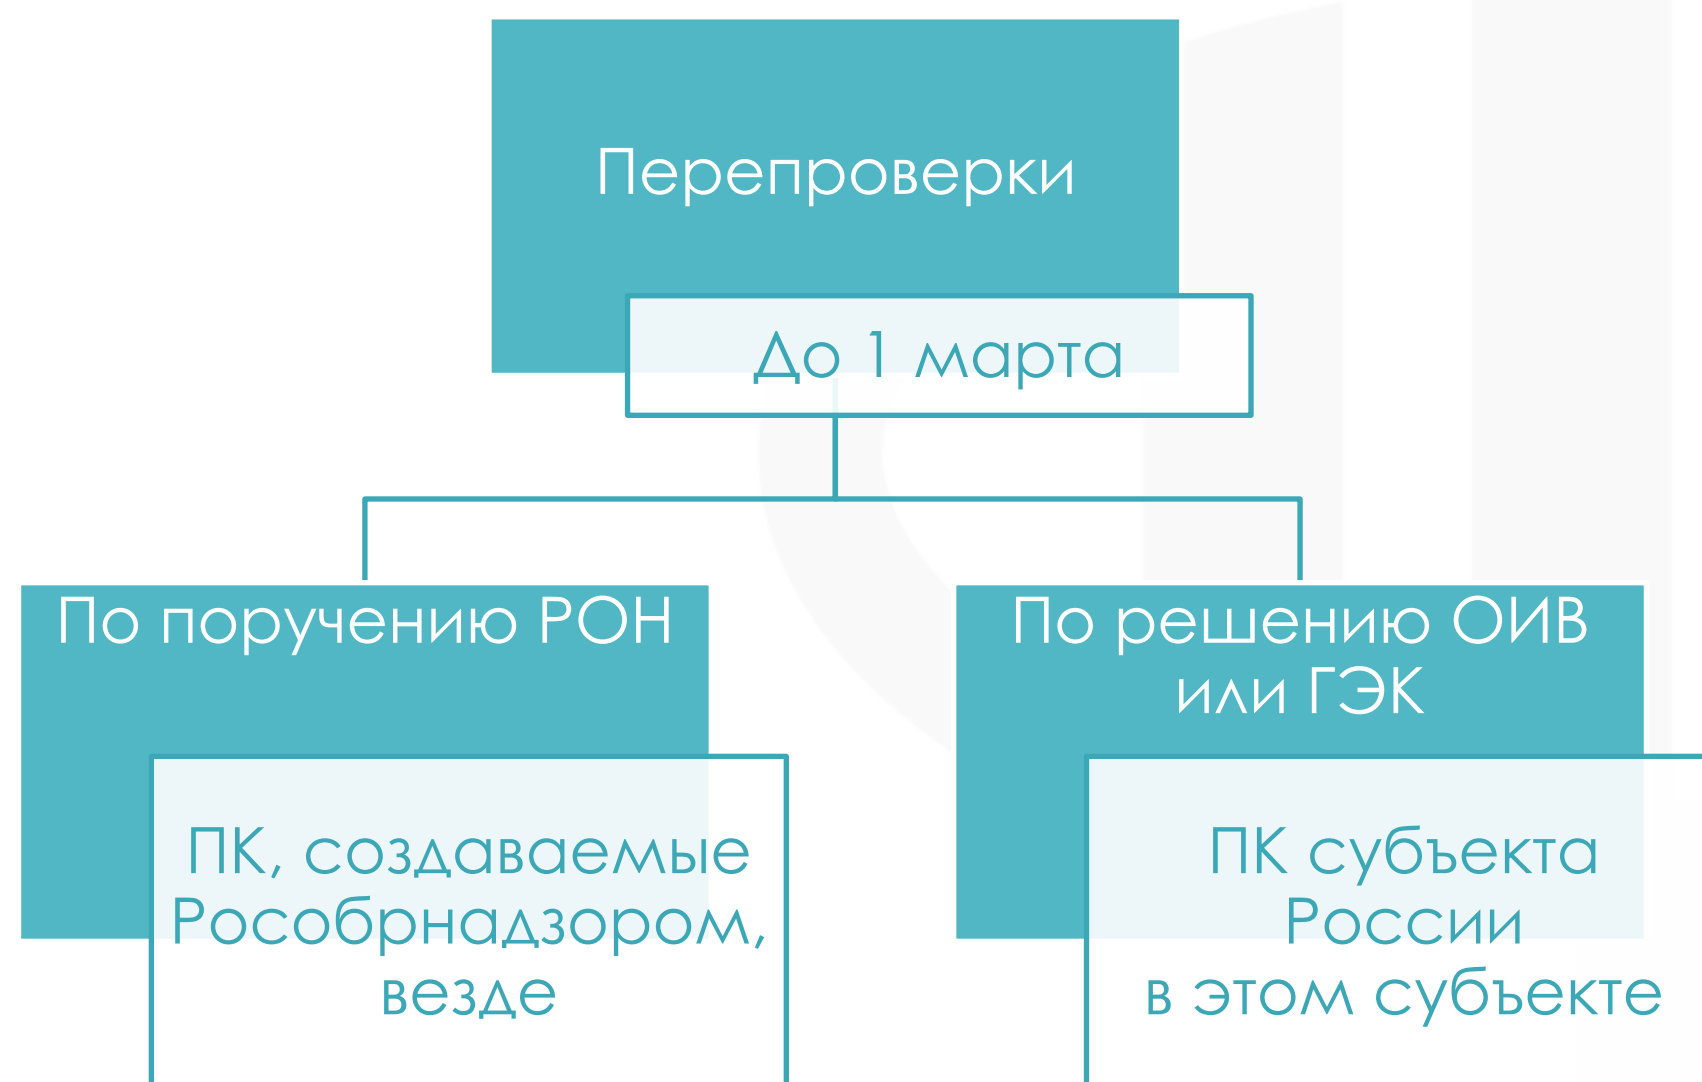 Перепроверки
До 1 марта
По поручению РОН
ПК, создаваемые
Рособрнадзором,
везде
По решению ОИВ
или ГЭК
ПК субъекта
России
в этом субъекте